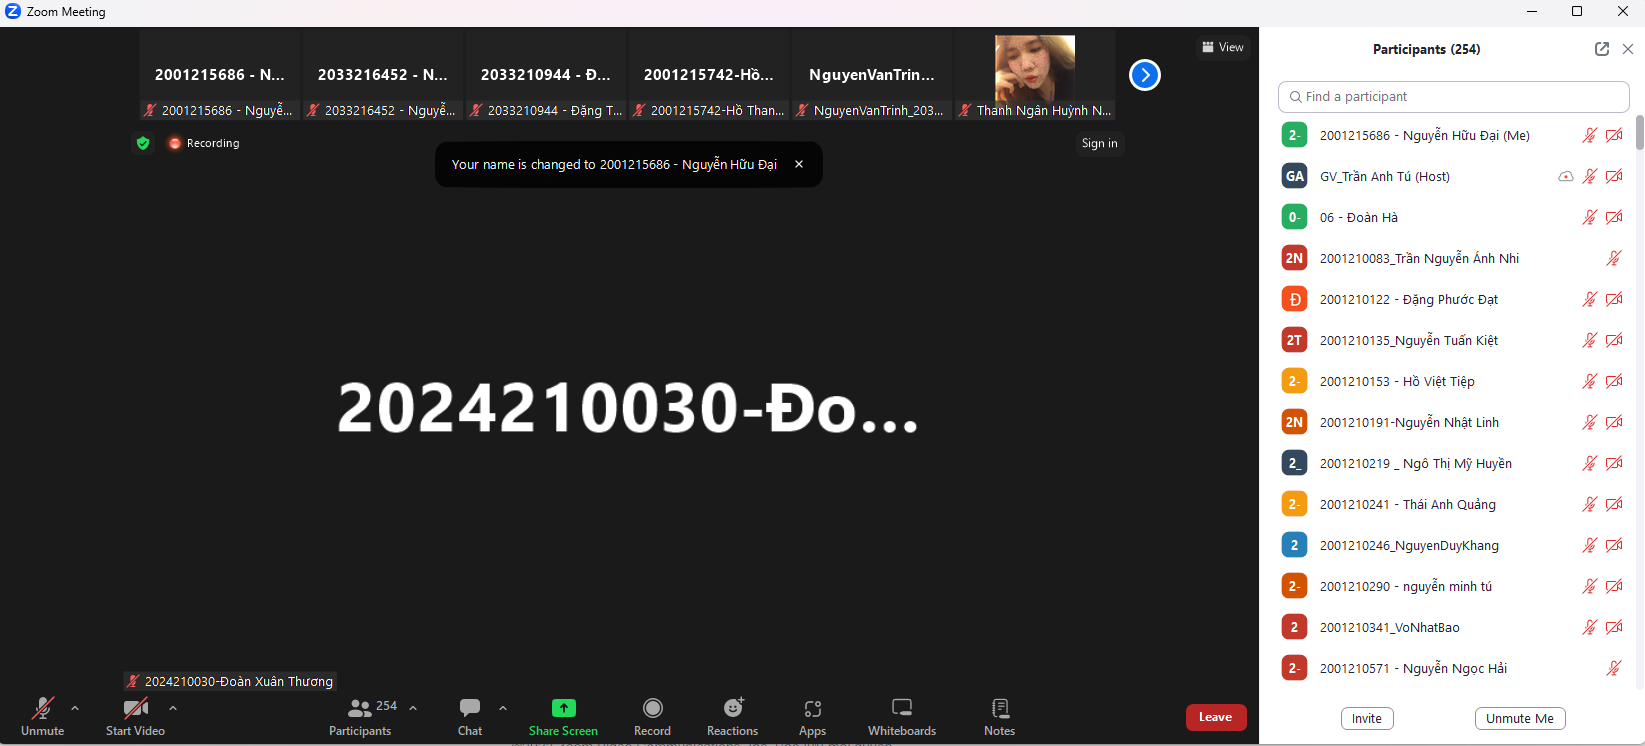 Zoom Meeting
2001215686 - N...
2033216452 - N...
2033210944 - Đ...
2001215742-Hồ...
NguyenVanTrin...
View
2001215686 - Nguyễ...
2033216452 - Nguyễ...
2033210944 - Đặng T...
2001215742-Hồ Than...
NguyenVanTrinh_203...
Thanh Ngân Huỳnh N...
Recording
Your name is changed to 2001215686 - Nguyễn Hữu Đại
Sign in
2024210030-Đo...
2024210030-Đoàn Xuân Thương
Unmute
Start Video
254
Participants
Chat
Share Screen
Record
Reactions
Apps
Whiteboards
Notes
Leave
Participants (254)
Find a participant
2- 2001215686 - Nguyễn Hữu Đại (Me)
GA GV_Trần Anh Tú (Host)
0- 06 - Đoàn Hà
2N 2001210083_Trần Nguyễn Ánh Nhi
Đ 2001210122 - Đặng Phước Đạt
2T 2001210135_Nguyễn Tuấn Kiệt
2- 2001210153 - Hồ Việt Tiệp
2N 2001210191-Nguyễn Nhật Linh
2_ 2001210219 _ Ngô Thị Mỹ Huyền
2- 2001210241 - Thái Anh Quảng
2 2001210246_NguyenDuyKhang
2- 2001210290 - nguyễn minh tú
2 2001210341_VoNhatBao
2- 2001210571 - Nguyễn Ngọc Hải
Invite
Unmute Me